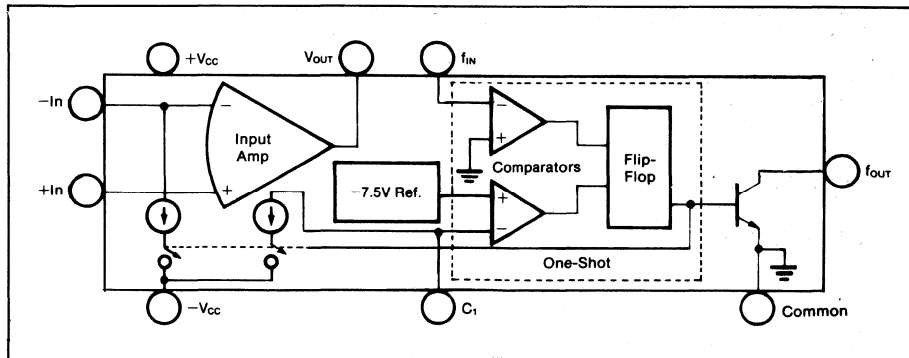 +VCC
VOUT
fIN
−In
−
Input
Amp
−
+
Comparators
Flip-
Flop
+In
+
−7.5V Ref.
+
−
fOUT
One-Shot
−VCC
C1
Common